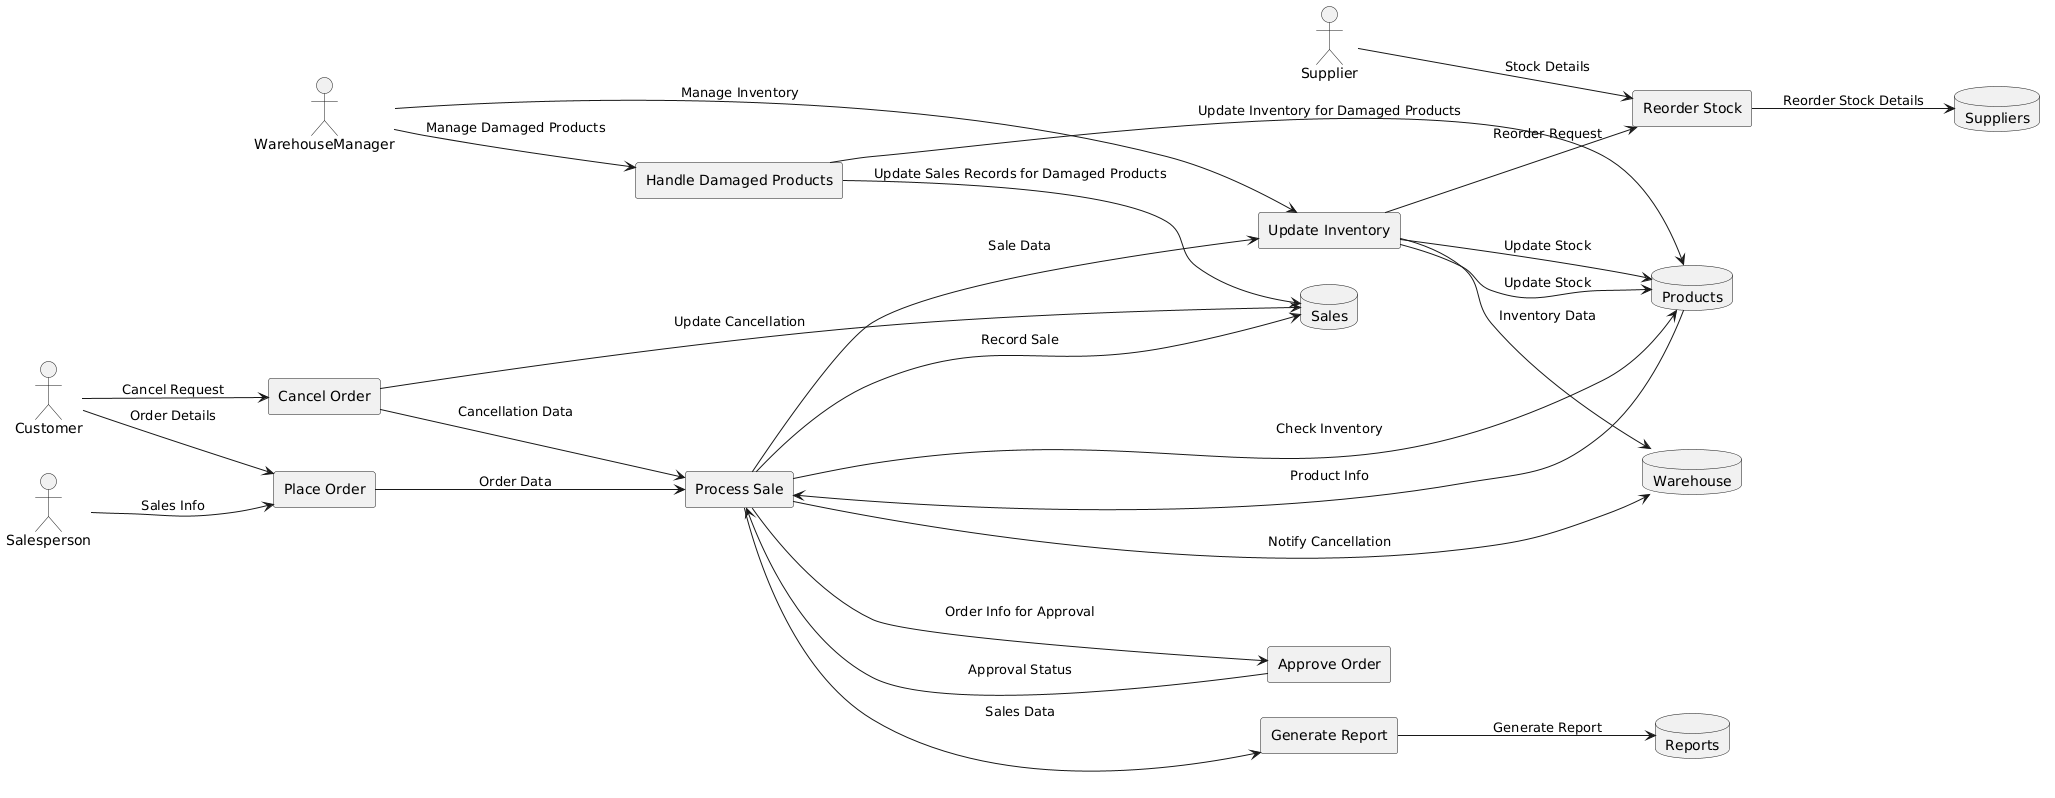 Supplier
Stock Details
Reorder Stock
Reorder Stock Details
Suppliers
WarehouseManager
Manage Inventory
Manage Damaged Products
Update Inventory for Damaged Products
Reorder Request
Handle Damaged Products
Update Sales Records for Damaged Products
Update Inventory
Sale Data
Update Stock
Update Stock
Products
Inventory Data
Sales
Update Cancellation
Record Sale
Customer
Cancel Request
Order Details
Cancel Order
Cancellation Data
Check Inventory
Product Info
Warehouse
Salesperson
Sales Info
Place Order
Order Data
Process Sale
Notify Cancellation
Order Info for Approval
Approval Status
Approve Order
Sales Data
Generate Report
Generate Report
Reports